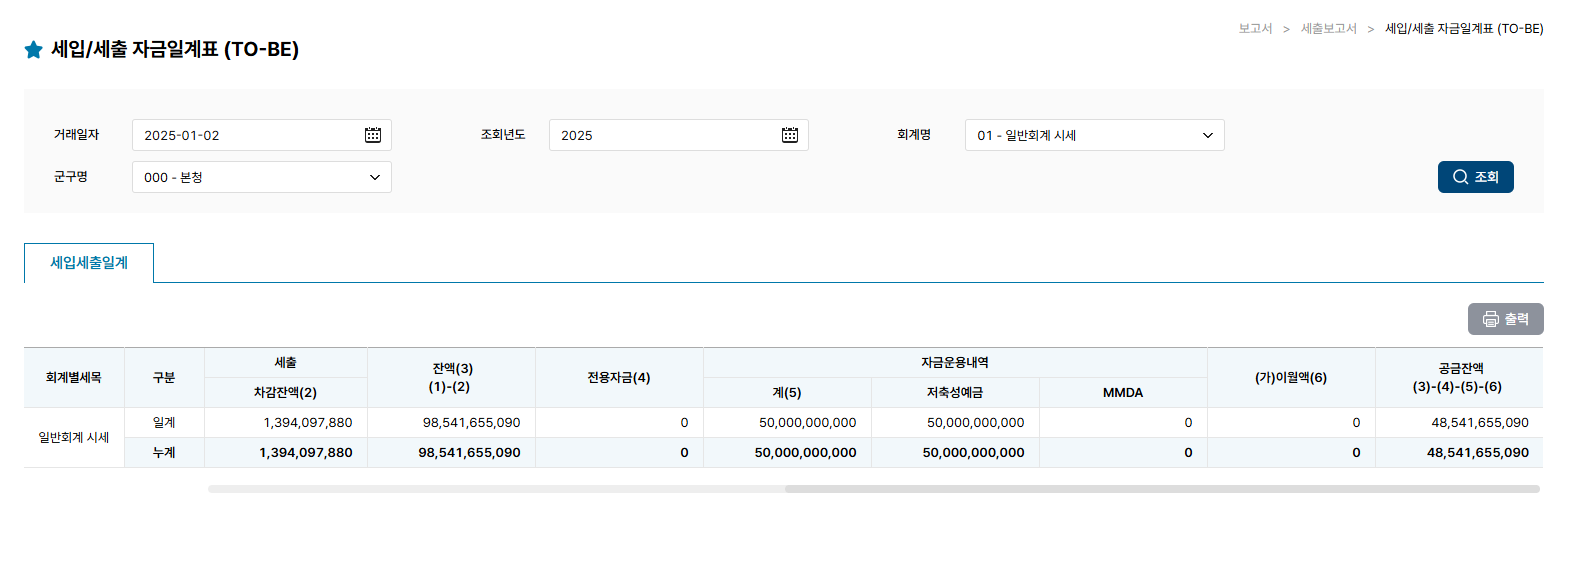 보고서 > 세출보고서 > 세입/세출 자금일계표 (TO-BE)
세입/세출 자금일계표 (TO-BE)
거래일자 2025-01-02 조회년도 2025 회계명 01 - 일반회계 시세
군구명 000 - 본청 조회
세입세출일계
출력
회계별세목 구분 세출 잔액(3) 전용자금(4) 자금운용내역 (가)이월액(6) 공금잔액
차감잔액(2) (1)-(2) 계(5) 저축성예금 MMDA (3)-(4)-(5)-(6)
일반회계 시세 일계 1,394,097,880 98,541,655,090 0 50,000,000,000 50,000,000,000 0 0 48,541,655,090
누계 1,394,097,880 98,541,655,090 0 50,000,000,000 50,000,000,000 0 0 48,541,655,090